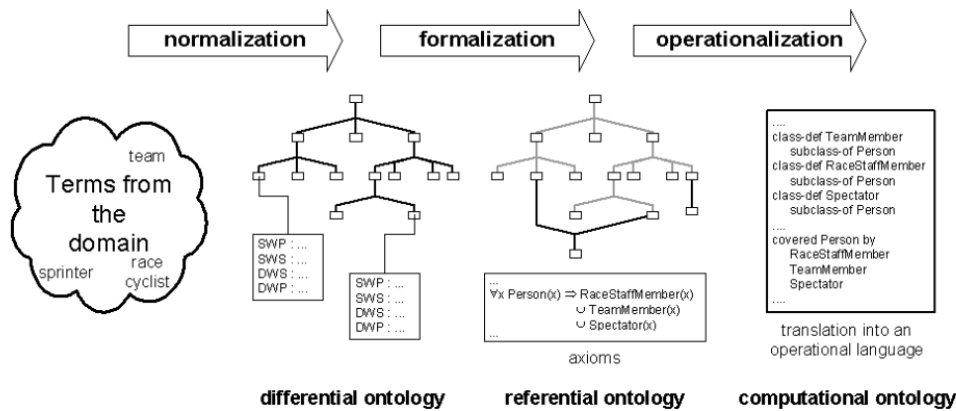 normalization
formalization
operationalization
team
Terms from
the
domain
sprinter
race
cyclist
SWP : ...
SWS : ...
DWS : ...
DWP : ...
SWP : ...
SWS : ...
DWS : ...
DWP : ...
...
∀x Person(x) ⇒ RaceStaffMember(x)
∪ TeamMember(x)
∪ Spectator(x)
...
axioms
....
class-def TeamMember
subclass-of Person
class-def RaceStaffMember
subclass-of Person
class-def Spectator
subclass-of Person
....
covered Person by
RaceStaffMember
TeamMember
Spectator
....
translation into an
operational language
differential ontology
referential ontology
computational ontology